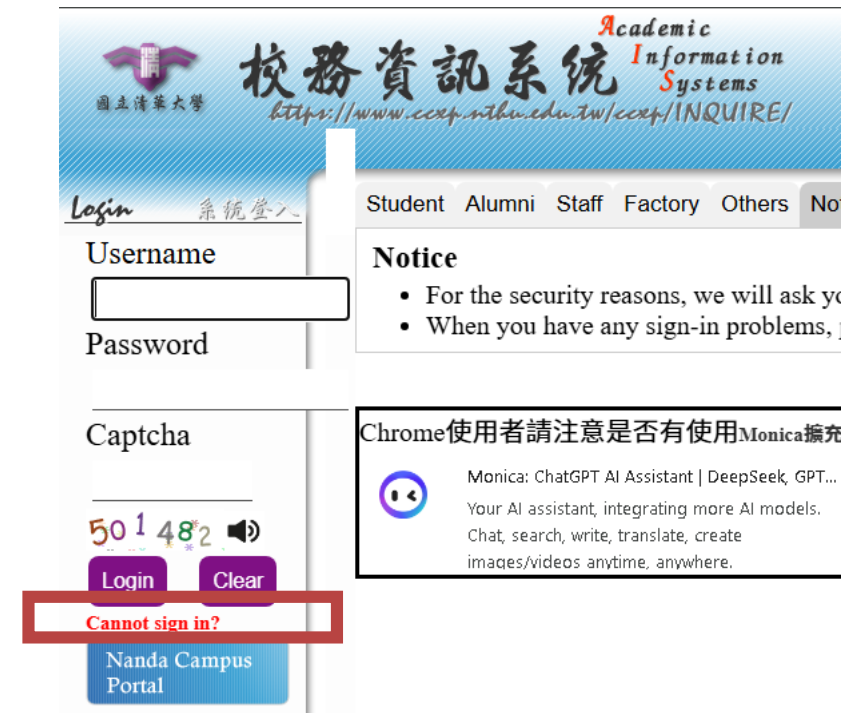 國立清華大學
校務資訊系統
Academic
Information
Systems
https://www.ccxp.nthu.edu.tw/ccxp/INQUIRE/
Login 系統登入
Student Alumni Staff Factory Others
Username
Notice
For the security reasons, we will ask
When you have any sign-in problems,
Password
Captcha
Chrome使用者請注意是否有使用Monica擴充
Monica: ChatGPT AI Assistant | DeepSeek, GPT...
Your AI assistant, integrating more AI models.
Chat, search, write, translate, create
images/videos anytime, anywhere.
501482
Login Clear
Cannot sign in?
Nanda Campus
Portal